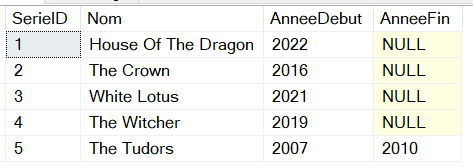 SerieID Nom AnneeDebut AnneeFin
1 House Of The Dragon 2022 NULL
2 The Crown 2016 NULL
3 White Lotus 2021 NULL
4 The Witcher 2019 NULL
5 The Tudors 2007 2010